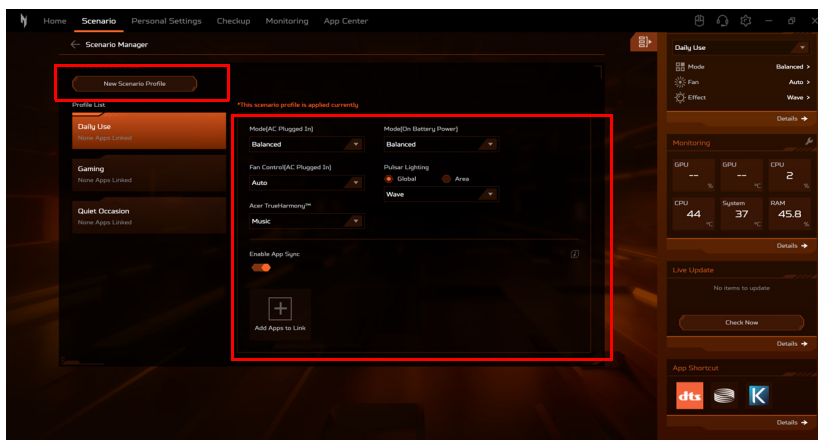 Home Scenario Personal Settings Checkup Monitoring App Center
Scenario Manager
New Scenario Profile
Profile List
Daily Use
None Apps Linked
Gaming
None Apps Linked
Quiet Occasion
None Apps Linked
*This scenario profile is applied currently
Mode(AC Plugged In)
Balanced
Mode(On Battery Power)
Balanced
Fan Control(AC Plugged In)
Auto
Pulsar Lighting
Global Area
Wave
Acer TrueHarmony™
Music
Enable App Sync
i
Add Apps to Link
Daily Use
Mode Balanced >
Fan Auto >
Effect Wave >
Details
Monitoring
GPU GPU CPU
-- -- 2
% °C %
CPU System RAM
44 37 45.8
°C °C %
Details
Live Update
No items to update
Check Now
Details
App Shortcut
dts K
Details